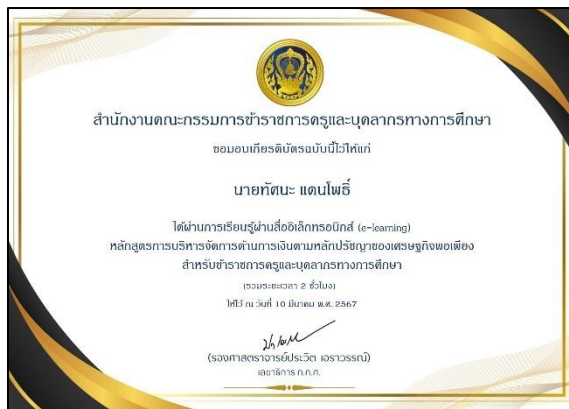 สำนักงานคณะกรรมการข้าราชการครูและบุคลากรทางการศึกษา
ขอมอบเกียรติบัตรฉบับนี้ไว้ให้แก่
นายทัศนะ แดนโพธิ์
ได้ผ่านการเรียนรู้ผ่านสื่ออิเล็กทรอนิกส์ (e-learning)
หลักสูตรการบริหารจัดการด้านการเงินตามหลักปรัชญาของเศรษฐกิจพอเพียง
สำหรับข้าราชการครูและบุคลากรทางการศึกษา
(รวมระยะเวลา 2 ชั่วโมง)
ให้ไว้ ณ วันที่ 10 มีนาคม พ.ศ. 2567
(รองศาสตราจารย์ประวิต เอราวรรณ์)
เลขาธิการ ก.ค.ศ.